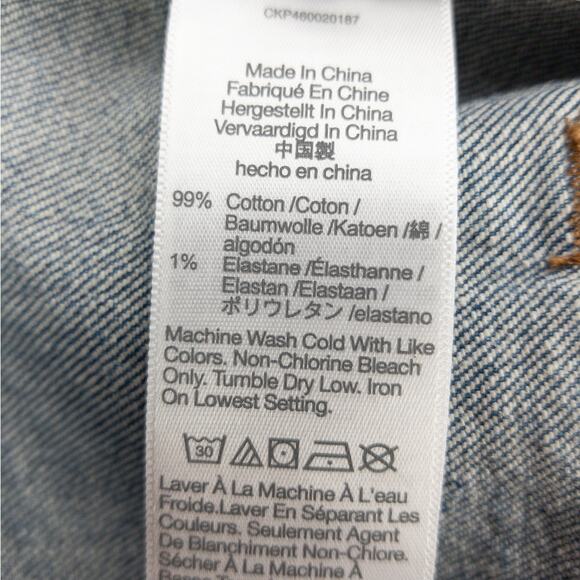 CKP460020187
Made In China
Fabriqué En Chine
Hergestellt In China
Vervaardigd In China
中国製
hecho en china
99% Cotton /Coton /
Baumwolle /Katoen /綿 /
algodón
1% Elastane /Élasthanne /
Elastan /Elastaan /
ポリウレタン /elastano
Machine Wash Cold With Like
Colors. Non-Chlorine Bleach
Only. Tumble Dry Low. Iron
On Lowest Setting.
30
Laver À La Machine À L'eau
Froide.Laver En Séparant Les
Couleurs. Seulement Agent
De Blanchiment Non-Chlore.
Sécher À La Machine À